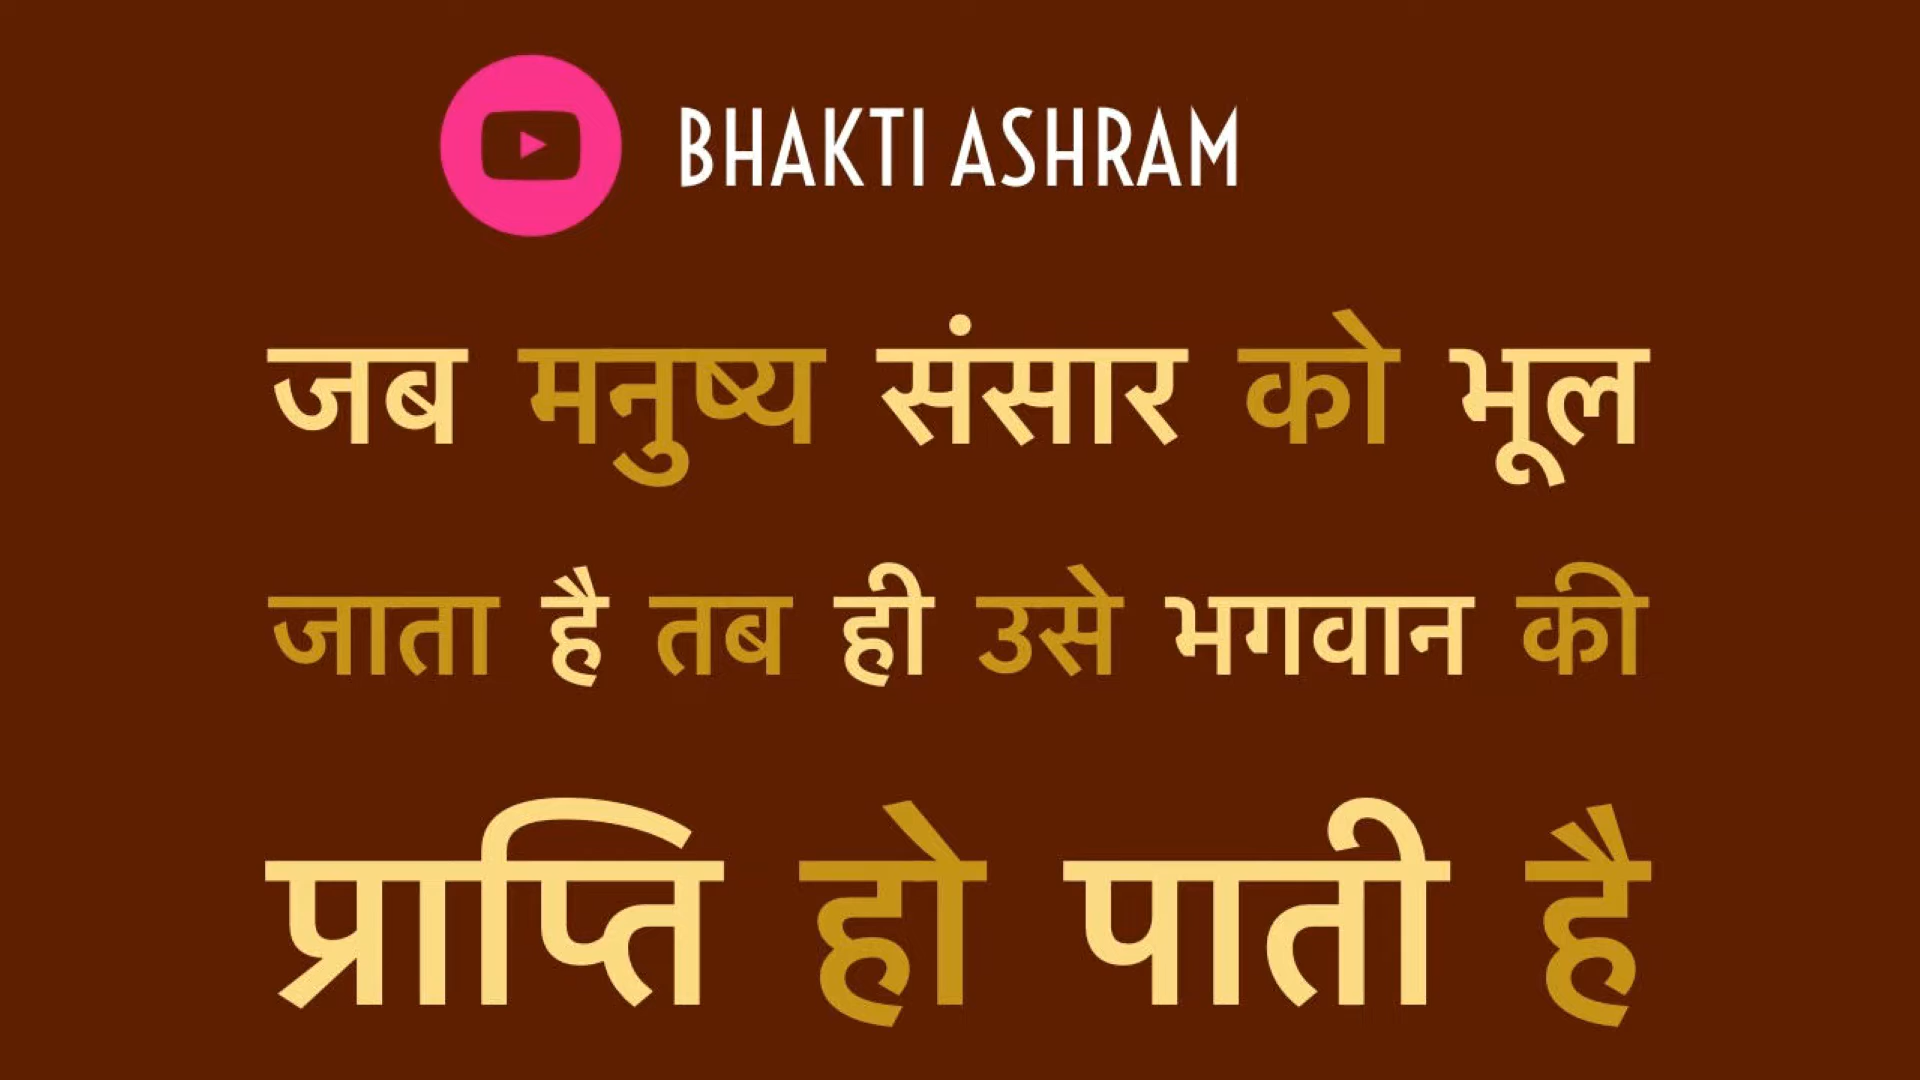 BHAKTI ASHRAM
जब मनुष्य संसार को भूल
जाता है तब ही उसे भगवान की
प्राप्ति हो पाती है